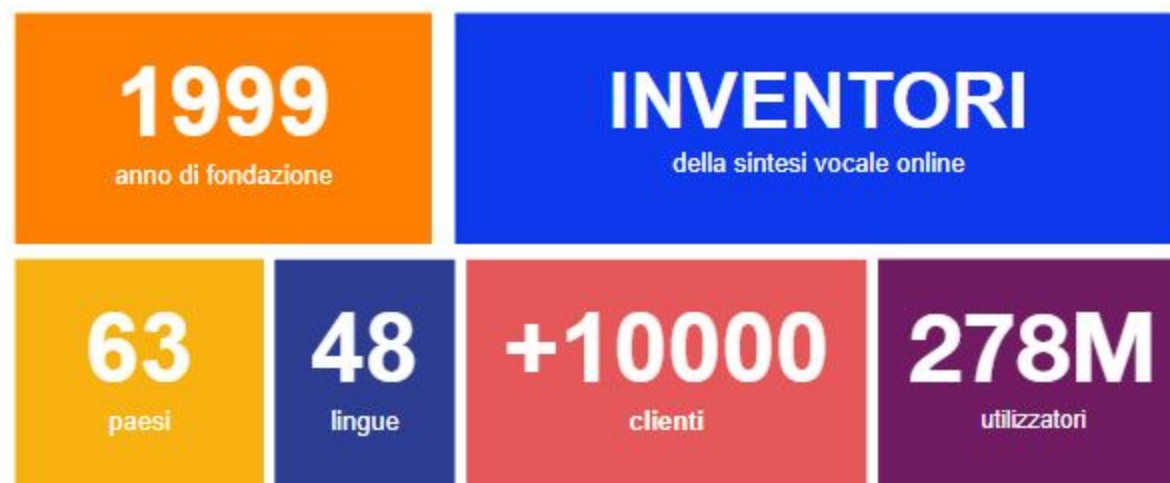 1999
anno di fondazione
INVENTORI
della sintesi vocale online
63
paesi
48
lingue
+10000
clienti
278M
utilizzatori